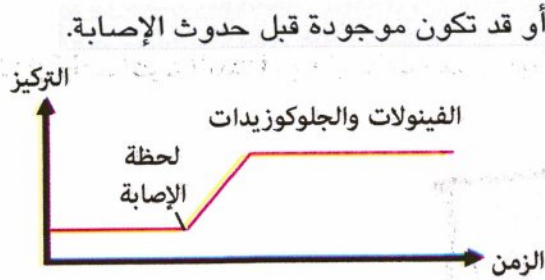 أو قد تكون موجودة قبل حدوث الإصابة.
التركيز
الفينولات والجلوكوزيدات
لحظة
الإصابة
الزمن